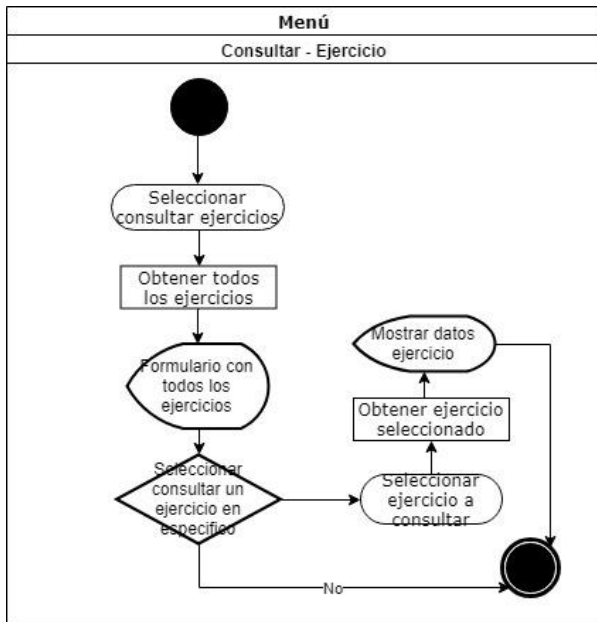 Menú
Consultar - Ejercicio
Seleccionar
consultar ejercicios
Obtener todos
los ejercicios
Formulario con
todos los
ejercicios
Seleccionar
consultar un
ejercicio en
especifico
Seleccionar
ejercicio a
consultar
Obtener ejercicio
seleccionado
Mostrar datos
ejercicio
No